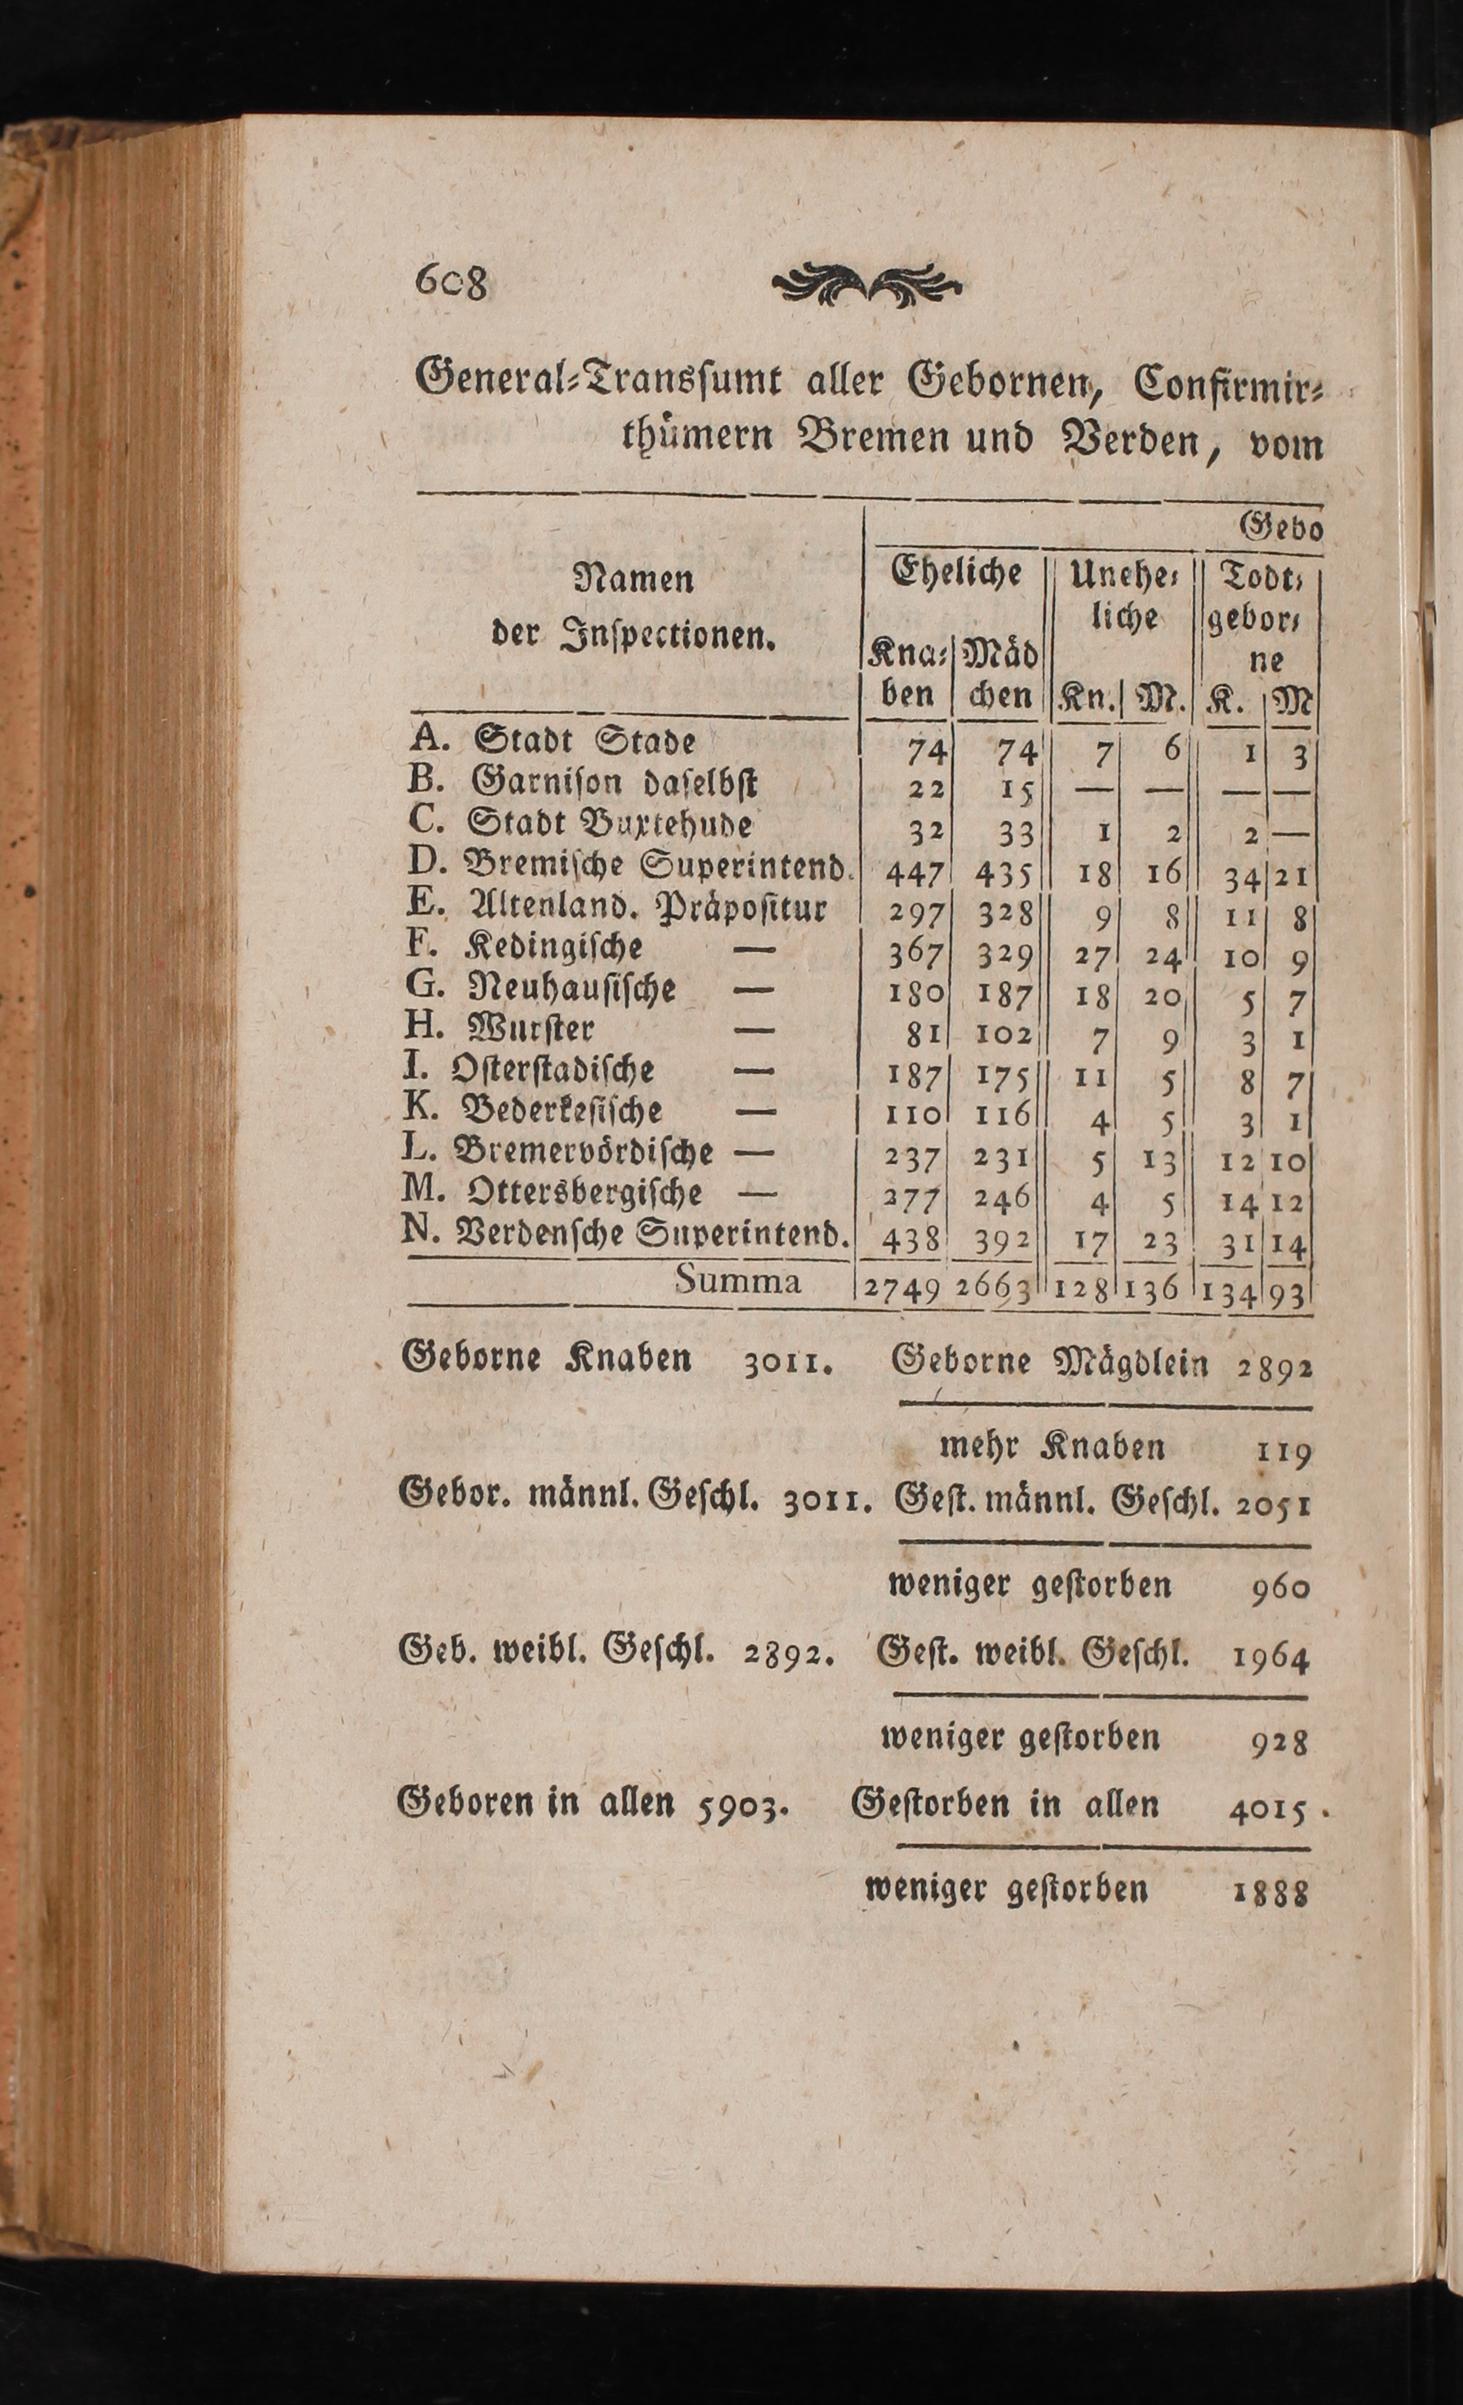 608
General-Transsumt aller Gebornen, Confirmir-
thümern Bremen und Verden, vom
Gebo
Namen
der Inspectionen.
Eheliche Unehe- Todt-
liche gebor-
ne
Kna- Mäd
ben chen Kn. M. K. M
A. Stadt Stade 74 74 7 6 1 3
B. Garnison daselbst 22 15 — — — —
C. Stadt Buxtehude 32 33 1 2 2 —
D. Bremische Superintend. 447 435 18 16 34 21
E. Altenland. Präpositur 297 328 9 8 11 8
F. Kedingische — 367 329 27 24 10 9
G. Neuhausische — 180 187 18 20 5 7
H. Wurster — 81 102 7 9 3 1
I. Osterstadische — 187 175 11 5 8 7
K. Bederkesische — 110 116 4 5 3 1
L. Bremervördische — 237 231 5 13 12 10
M. Ottersbergische — 277 246 4 5 14 12
N. Verdensche Superintend. 438 392 17 23 31 14
Summa 2749 2663 128 136 134 93
Geborne Knaben 3011. Geborne Mägdlein 2892
mehr Knaben 119
Gebor. männl. Geschl. 3011. Gest. männl. Geschl. 2051
weniger gestorben 960
Geb. weibl. Geschl. 2892. Gest. weibl. Geschl. 1964
weniger gestorben 928
Geboren in allen 5903. Gestorben in allen 4015.
weniger gestorben 1888